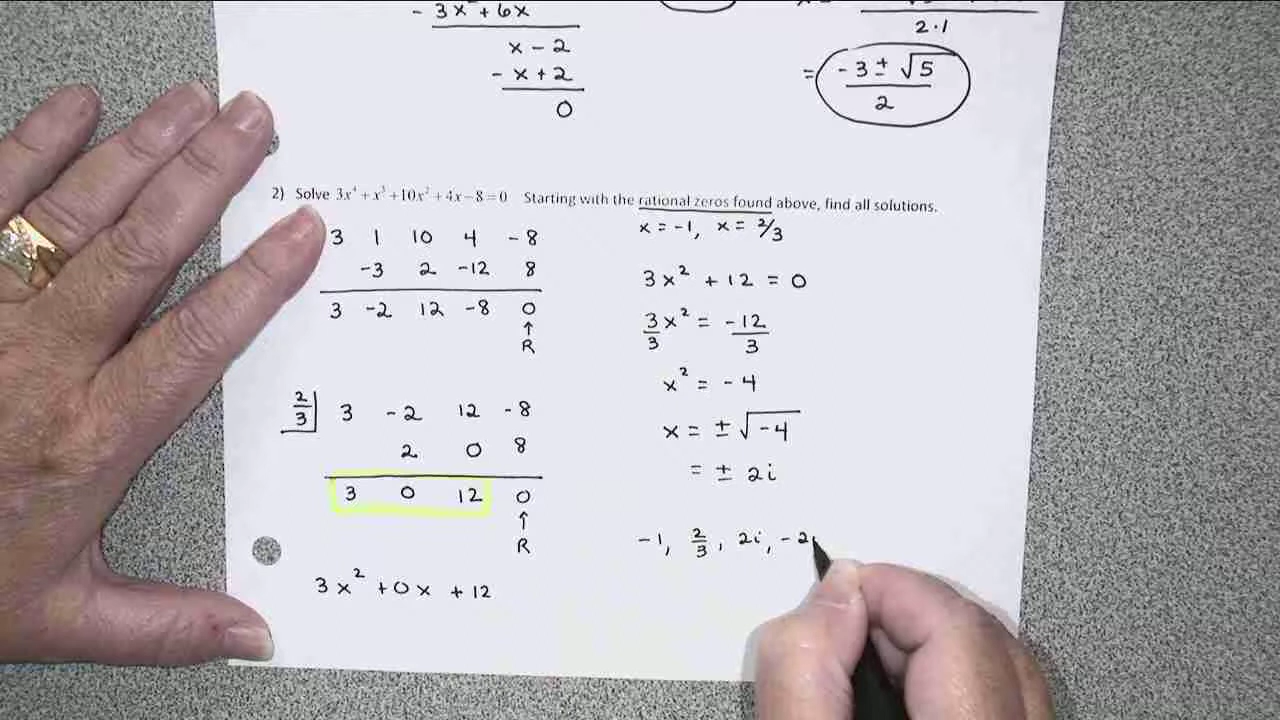 - 3x² + 6x
x - 2
- x + 2
0
2·1
= -3 ± √5
2
2) Solve 3x⁴ + x³ + 10x² + 4x - 8 = 0 Starting with the rational zeros found above, find all solutions.
x = -1, x = 2/3
3 1 10 4 -8
-3 2 -12 8
3 -2 12 -8 0
↑
R
2/3 3 -2 12 -8
2 0 8
3 0 12 0
↑
R
3x² + 0x + 12
3x² + 12 = 0
3/3 x² = -12/3
x² = -4
x = ± √-4
= ± 2i
-1, 2/3, 2i, -2